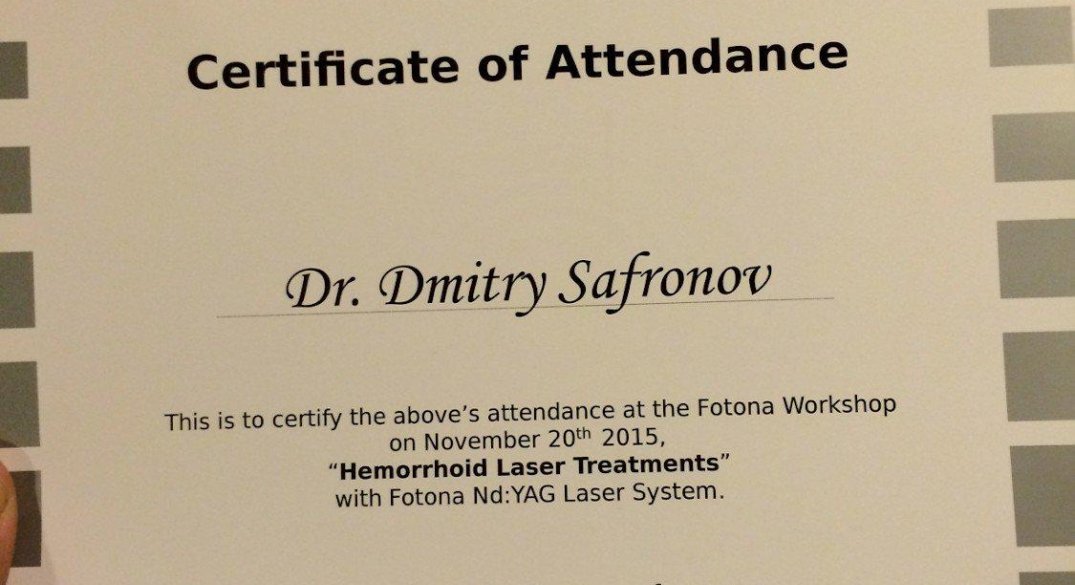 Certificate of Attendance
Dr. Dmitry Safronov
This is to certify the above’s attendance at the Fotona Workshop
on November 20th 2015,
“Hemorrhoid Laser Treatments”
with Fotona Nd:YAG Laser System.